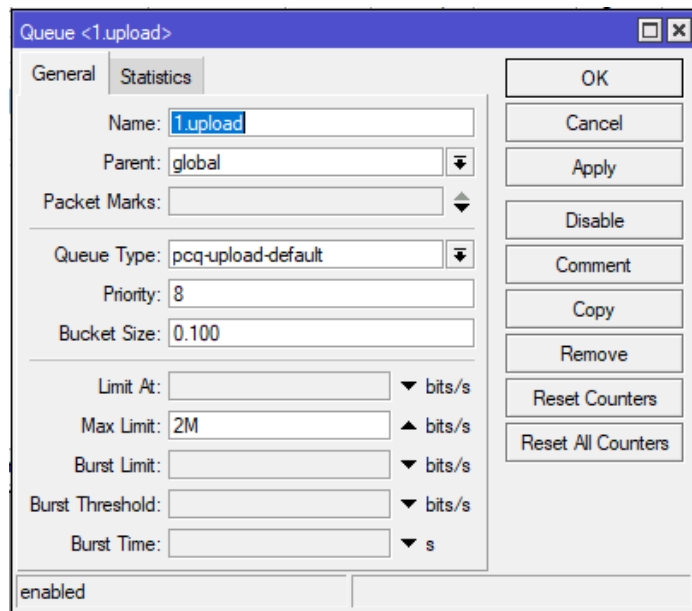 Queue <1.upload>
General Statistics
Name: 1.upload
Parent: global
Packet Marks:
Queue Type: pcq-upload-default
Priority: 8
Bucket Size: 0.100
Limit At: bits/s
Max Limit: 2M bits/s
Burst Limit: bits/s
Burst Threshold: bits/s
Burst Time: s
OK
Cancel
Apply
Disable
Comment
Copy
Remove
Reset Counters
Reset All Counters
enabled